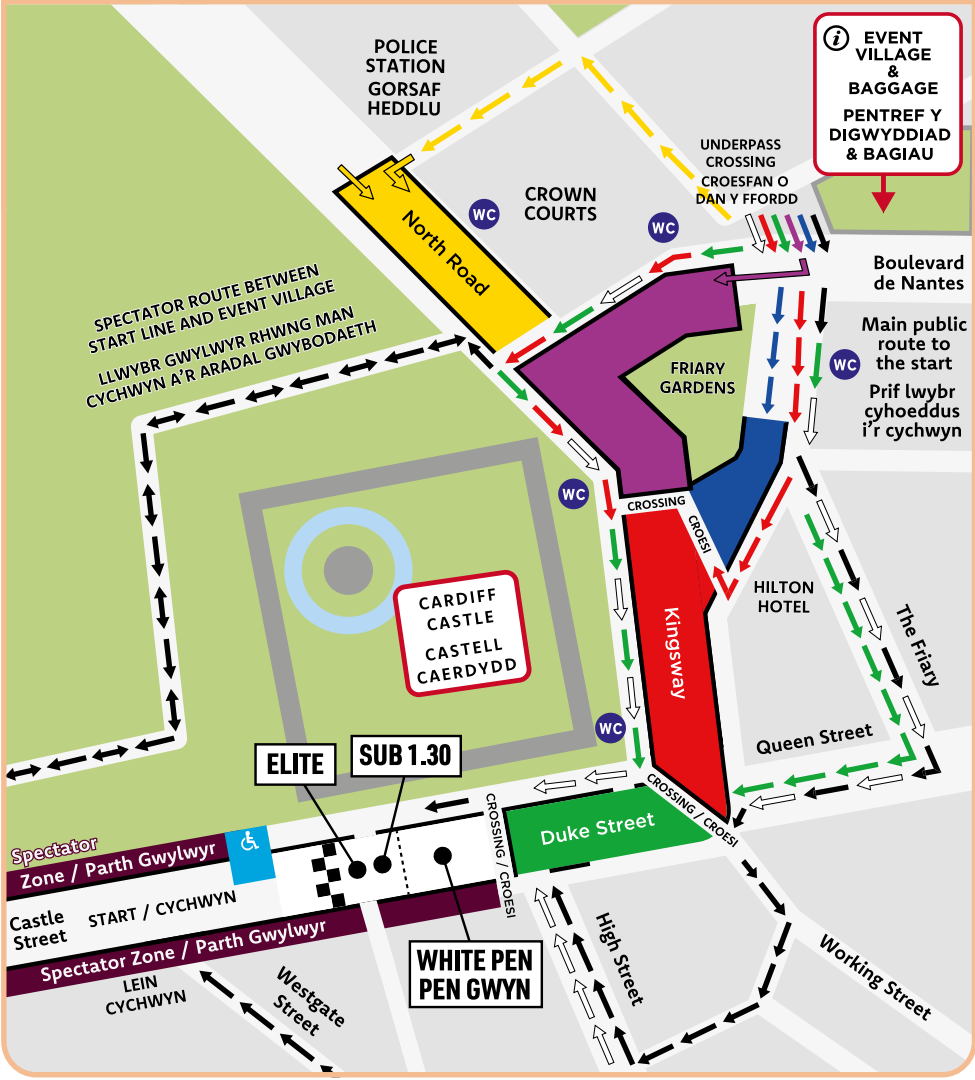 POLICE
STATION
GORSAF
HEDDLU
i
EVENT
VILLAGE
&
BAGGAGE
PENTREF Y
DIGWYDDIAD
& BAGIAU
UNDERPASS
CROSSING
CROESFAN O
DAN Y FFORDD
CROWN
COURTS
WC
WC
North Road
Boulevard
de Nantes
SPECTATOR ROUTE BETWEEN
START LINE AND EVENT VILLAGE
LLWYBR GWYLWYR RHWNG MAN
CYCHWYN A'R ARADAL GWYBODAETH
Main public
route to
the start
Prif lwybr
cyhoeddus
i'r cychwyn
WC
FRIARY
GARDENS
WC
CROSSING
CROESI
CARDIFF
CASTLE
CASTELL
CAERDYDD
HILTON
HOTEL
Kingsway
The Friary
WC
Queen Street
ELITE
SUB 1.30
CROSSING / CROESI
CROSSING / CROESI
Duke Street
Spectator
Zone / Parth Gwylwyr
Castle
Street
START / CYCHWYN
Spectator Zone / Parth Gwylwyr
LEIN
CYCHWYN
Westgate
Street
WHITE PEN
PEN GWYN
High Street
Working Street